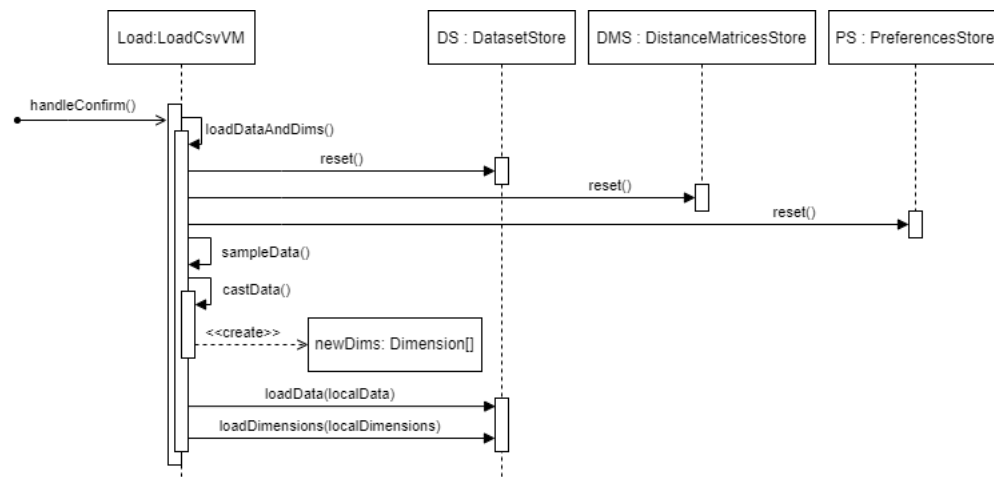 Load:LoadCsvVM
DS : DatasetStore
DMS : DistanceMatricesStore
PS : PreferencesStore
handleConfirm()
loadDataAndDims()
reset()
reset()
reset()
sampleData()
castData()
<<create>>
newDims: Dimension[]
loadData(localData)
loadDimensions(localDimensions)